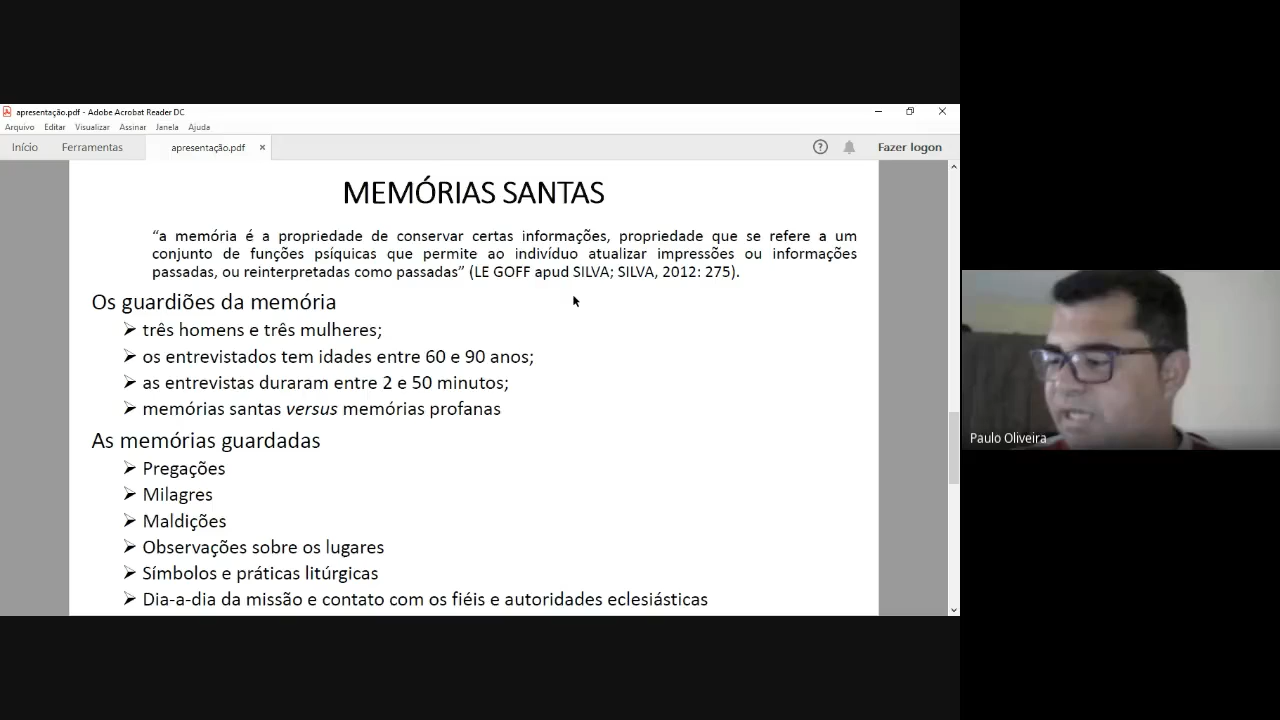 apresentação.pdf - Adobe Acrobat Reader DC
Arquivo Editar Visualizar Assinar Janela Ajuda
Início Ferramentas apresentação.pdf × Fazer logon
MEMÓRIAS SANTAS
“a memória é a propriedade de conservar certas informações, propriedade que se refere a um
conjunto de funções psíquicas que permite ao indivíduo atualizar impressões ou informações
passadas, ou reinterpretadas como passadas” (LE GOFF apud SILVA; SILVA, 2012: 275).
Os guardiões da memória
➤ três homens e três mulheres;
➤ os entrevistados tem idades entre 60 e 90 anos;
➤ as entrevistas duraram entre 2 e 50 minutos;
➤ memórias santas versus memórias profanas
As memórias guardadas
➤ Pregações
➤ Milagres
➤ Maldições
➤ Observações sobre os lugares
➤ Símbolos e práticas litúrgicas
➤ Dia-a-dia da missão e contato com os fiéis e autoridades eclesiásticas
Paulo Oliveira